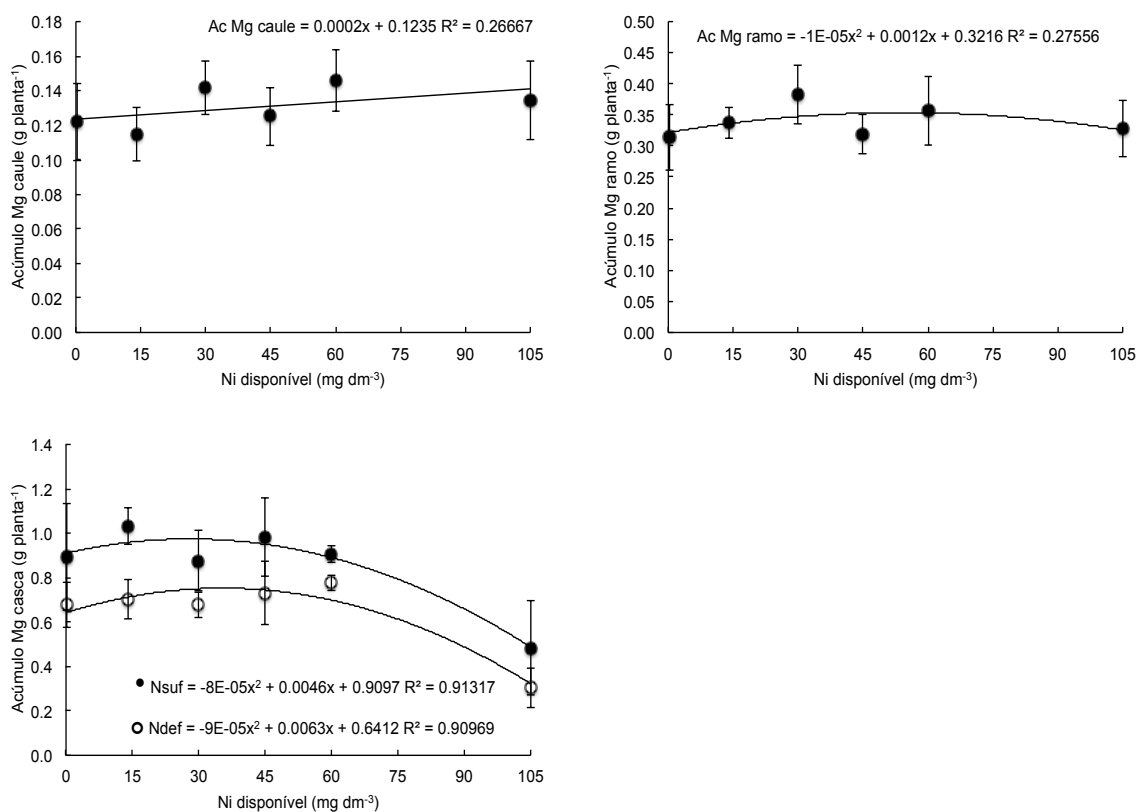 Ac Mg caule = 0.0002x + 0.1235 R² = 0.26667
Acúmulo Mg caule (g planta⁻¹)
0.18
0.16
0.14
0.12
0.10
0.08
0.06
0.04
0.02
0.00
0 15 30 45 60 75 90 105
Ni disponível (mg dm⁻³)
Ac Mg ramo = -1E-05x² + 0.0012x + 0.3216 R² = 0.27556
Acúmulo Mg ramo (g planta⁻¹)
0.50
0.45
0.40
0.35
0.30
0.25
0.20
0.15
0.10
0.05
0.00
0 15 30 45 60 75 90 105
Ni disponível (mg dm⁻³)
Acúmulo Mg casca (g planta⁻¹)
1.4
1.2
1.0
0.8
0.6
0.4
0.2
0.0
Nsuf = -8E-05x² + 0.0046x + 0.9097 R² = 0.91317
Ndef = -9E-05x² + 0.0063x + 0.6412 R² = 0.90969
0 15 30 45 60 75 90 105
Ni disponível (mg dm⁻³)